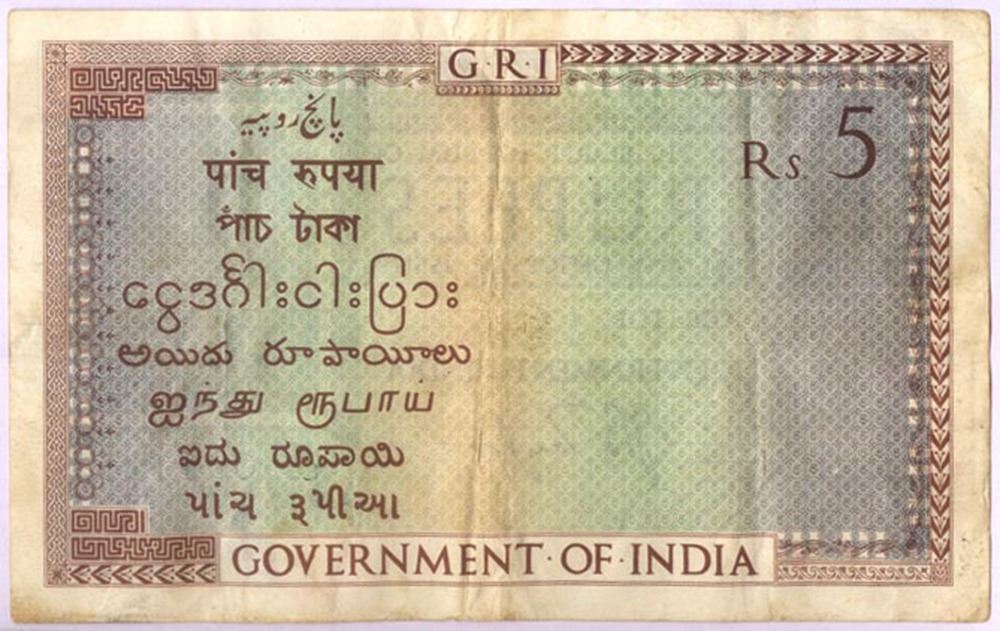 G·R·I
پانچ روپیہ
Rs. 5
पांच रुपया
পাঁচ টাকা
ငွေဒင်္ဂါးငါးပြား
అయిదు రూపాయీలు
ஐந்து ரூபாய்
ಐದು ರೂಪಾಯಿ
પાંચ રૂપીઆ
GOVERNMENT·OF·INDIA